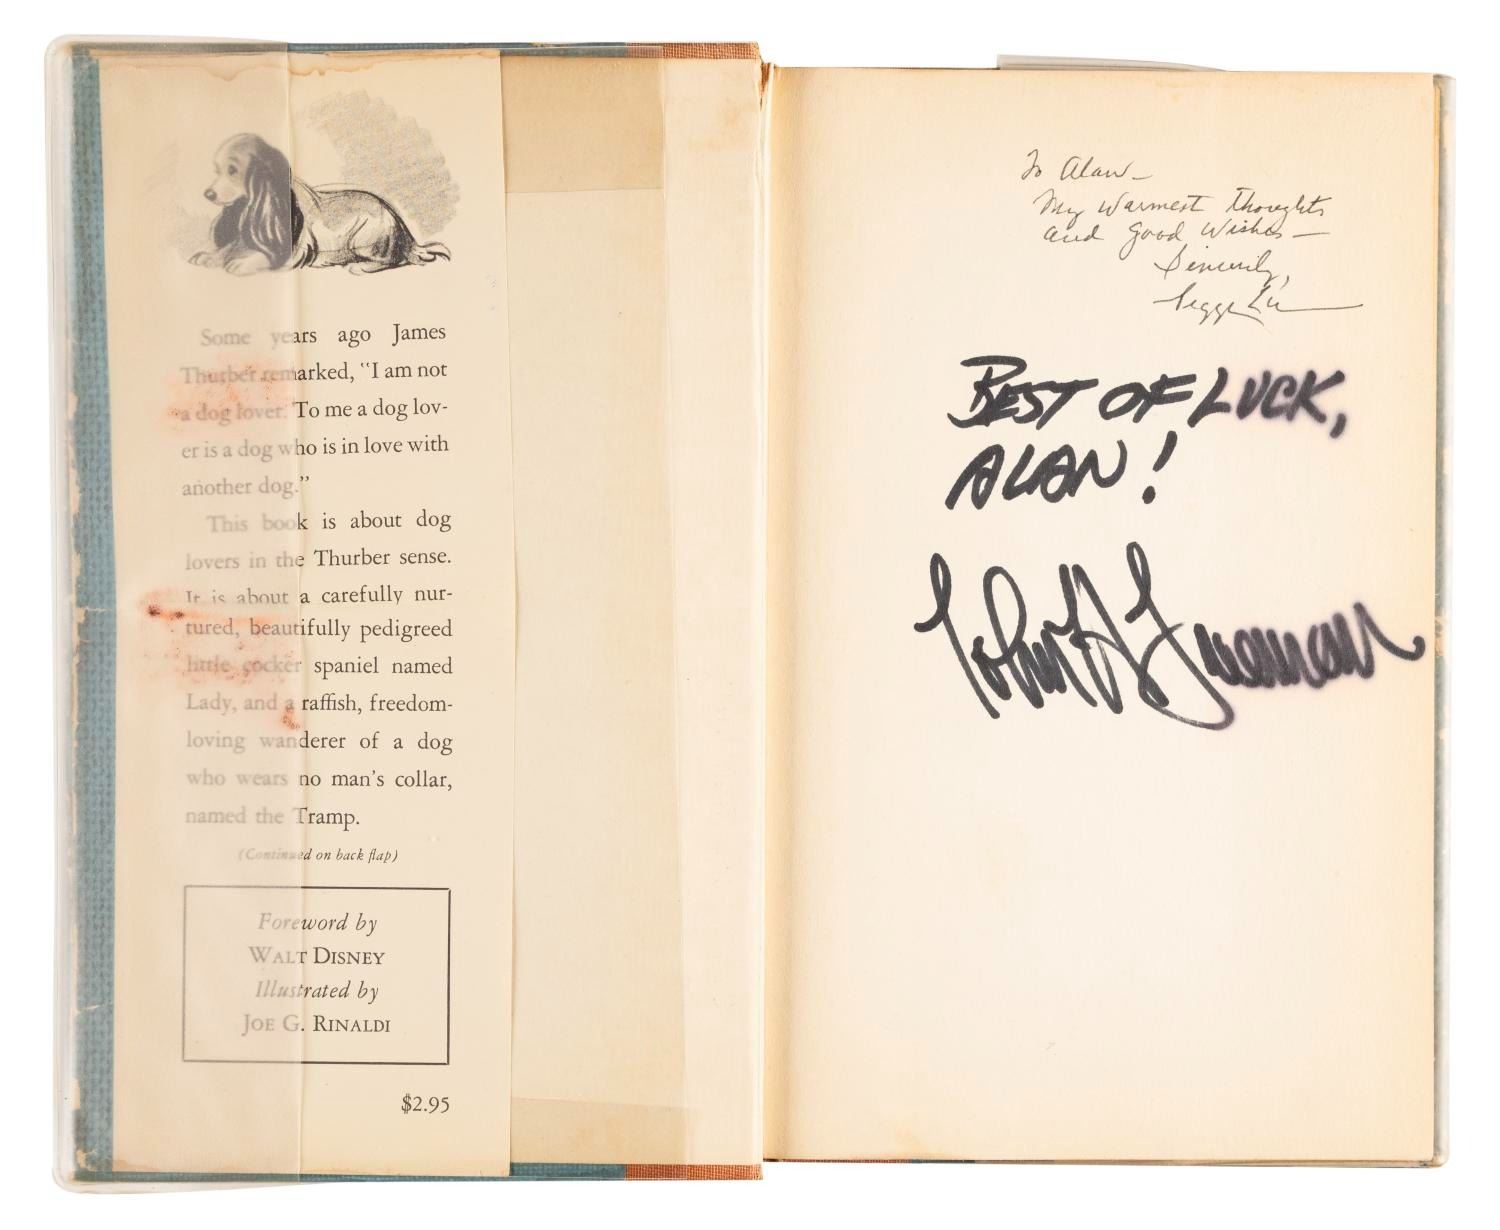 Some years ago James
Thurber remarked, "I am not
a dog lover. To me a dog lov-
er is a dog who is in love with
another dog."
This book is about dog
lovers in the Thurber sense.
It is about a carefully nur-
tured, beautifully pedigreed
little cocker spaniel named
Lady, and a raffish, freedom-
loving wanderer of a dog
who wears no man's collar,
named the Tramp.
(Continued on back flap)
Foreword by
WALT DISNEY
Illustrated by
JOE G. RINALDI
$2.95
To Alan—
My Warmest Thoughts
and Good Wishes—
Sincerely,
Peggy Lee
BEST OF LUCK,
ALAN!
John A Freeman